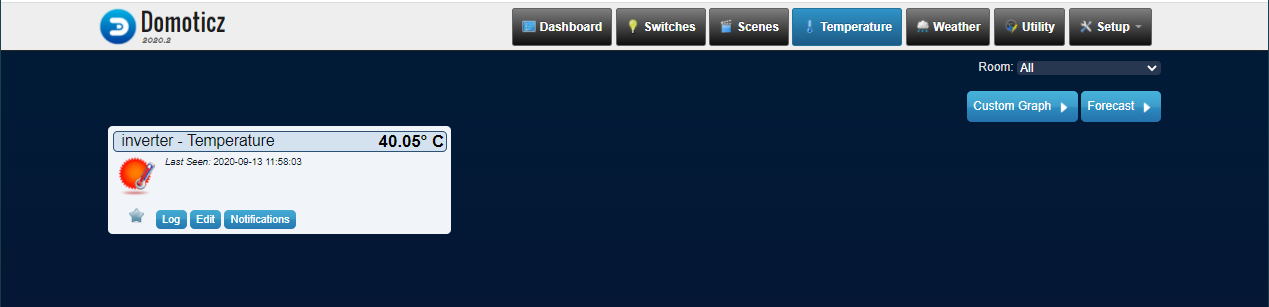 Domoticz
2020.2
Dashboard Switches Scenes Temperature Weather Utility Setup
Room: All
Custom Graph Forecast
inverter - Temperature 40.05° C
Last Seen: 2020-09-13 11:58:03
Log Edit Notifications